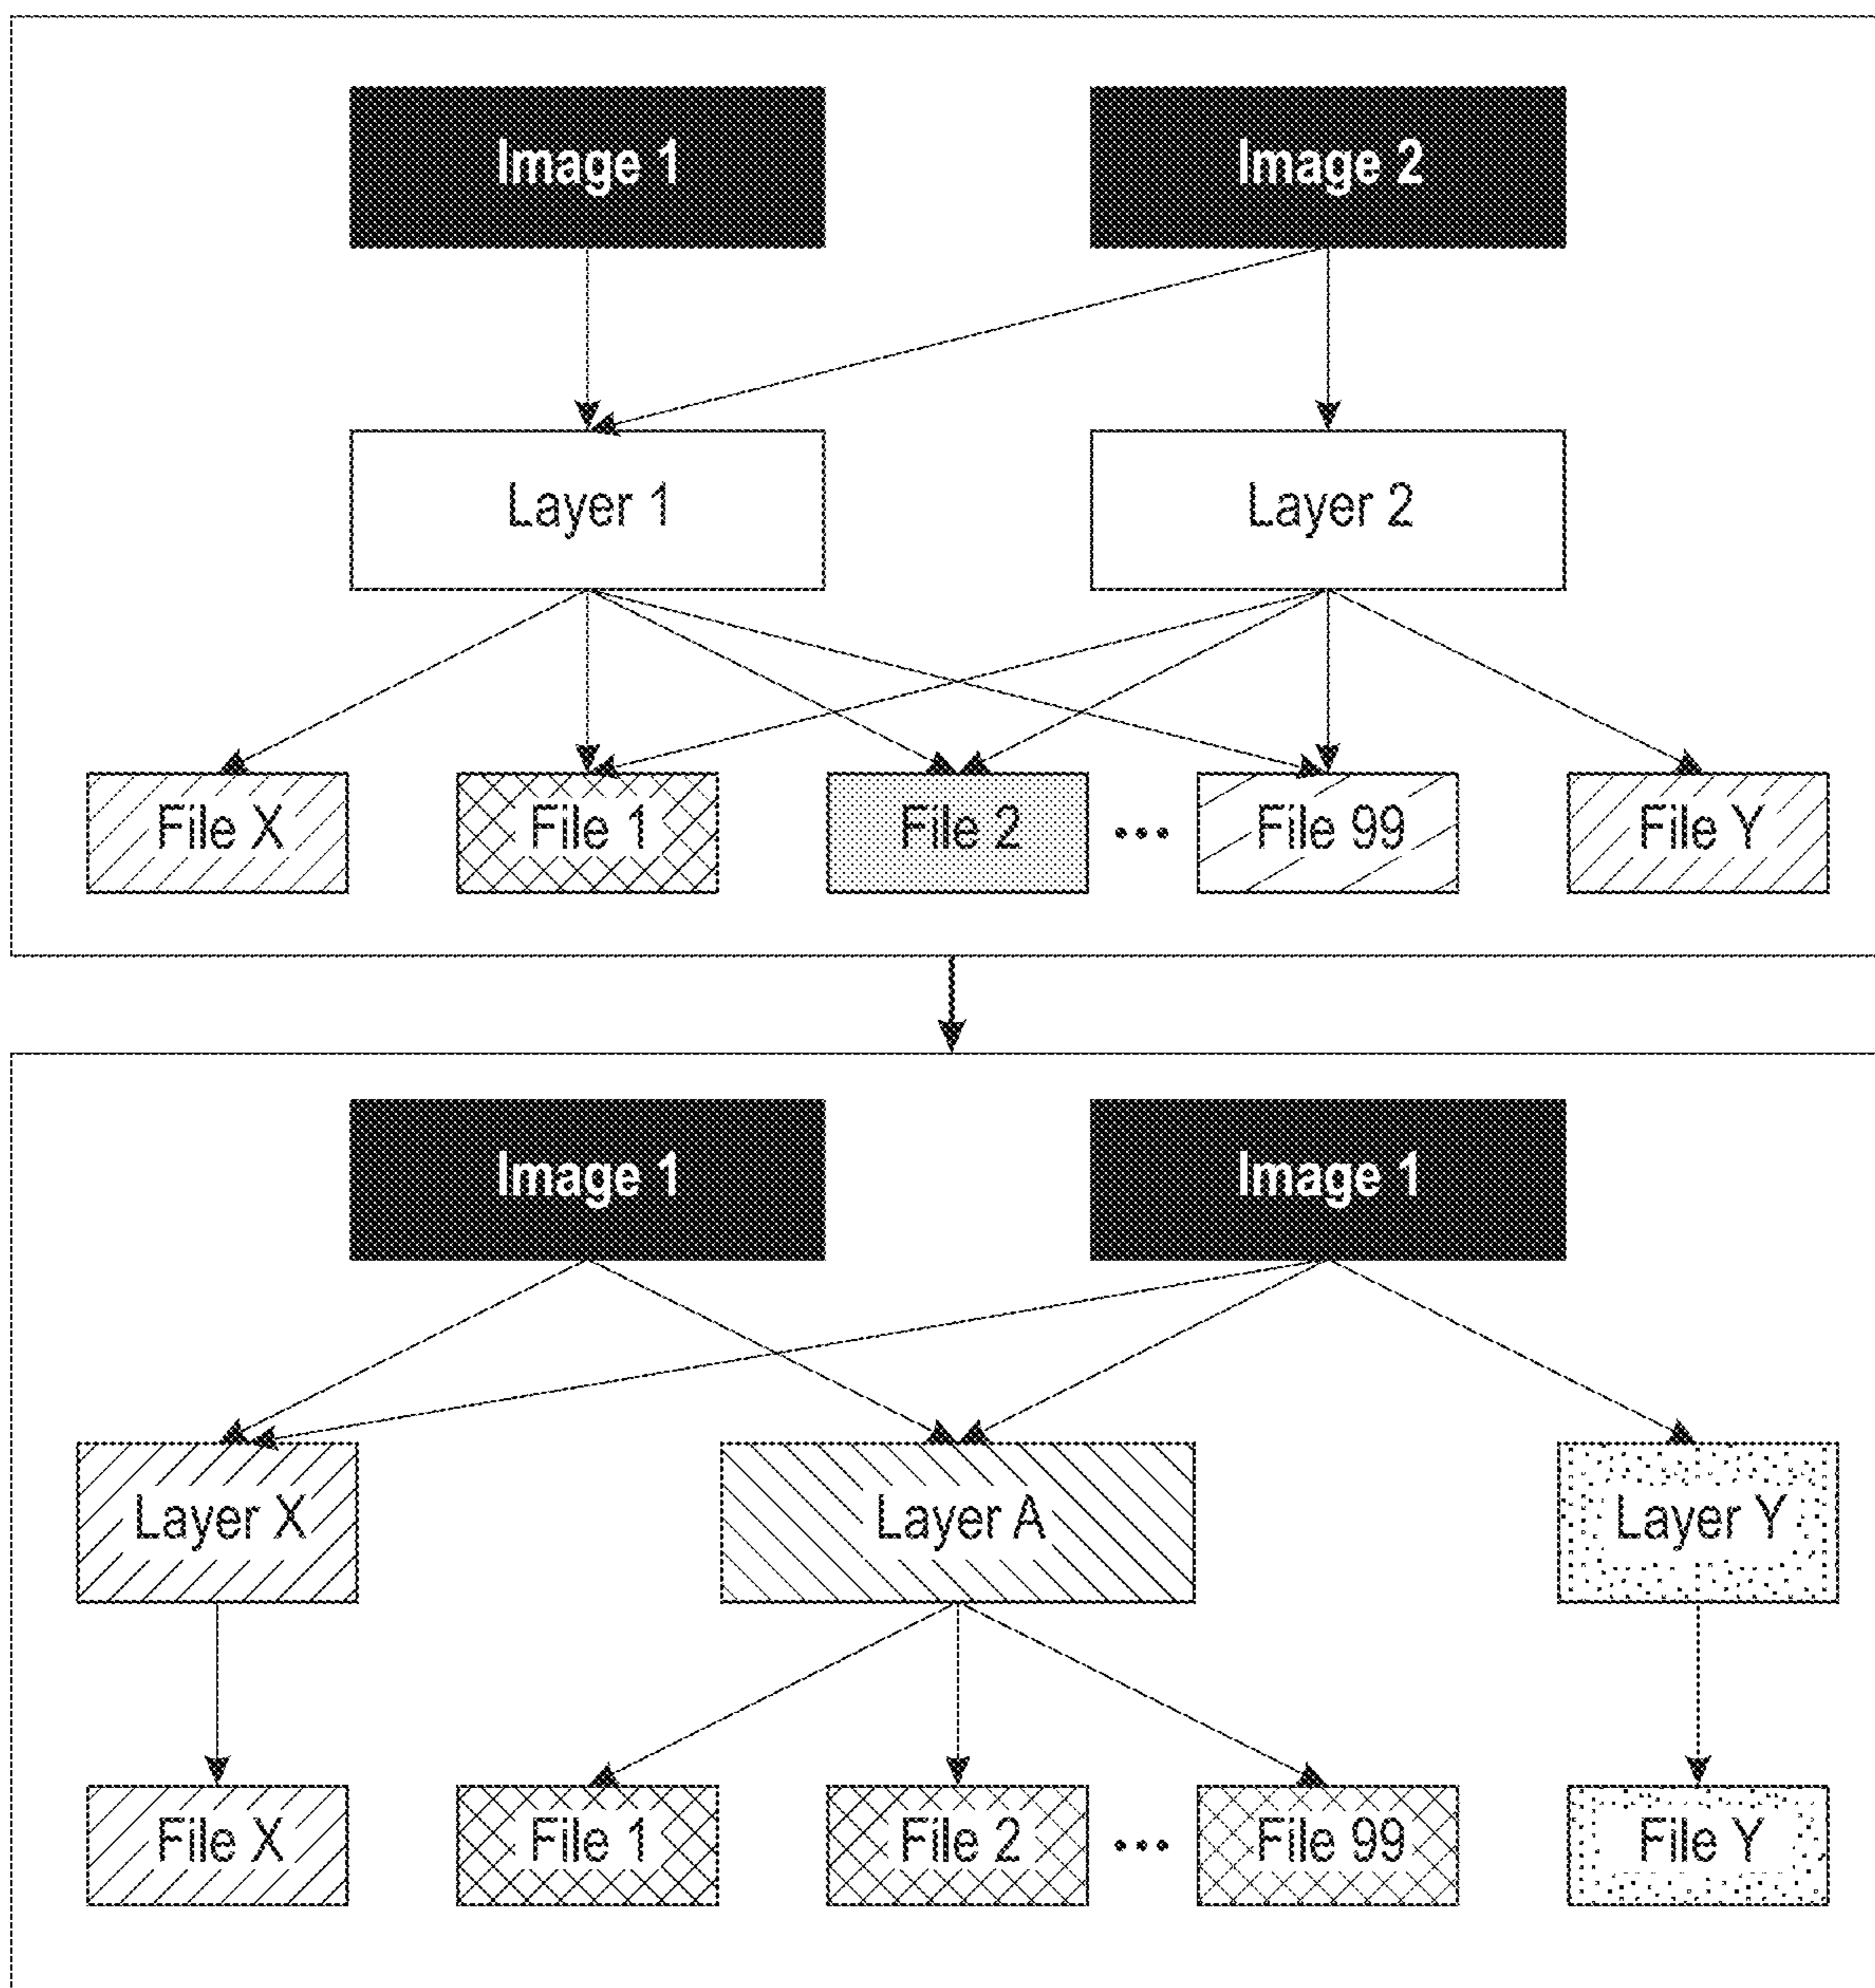 Image 1
Image 2
Layer 1
Layer 2
File X
File 1
File 2
...
File 99
File Y
Image 1
Image 1
Layer X
Layer A
Layer Y
File X
File 1
File 2
...
File 99
File Y